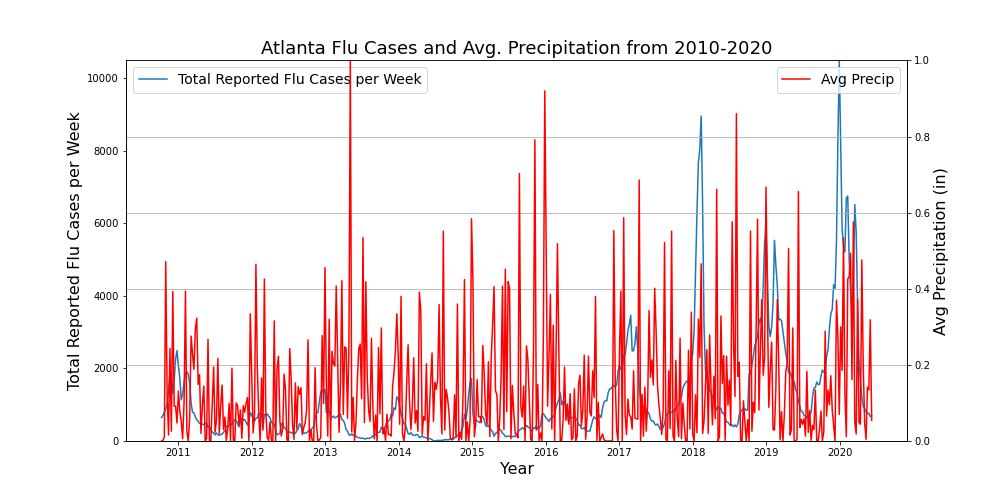 Atlanta Flu Cases and Avg. Precipitation from 2010-2020
Total Reported Flu Cases per Week
Avg Precip
10000
8000
6000
4000
2000
0
Total Reported Flu Cases per Week
1.0
0.8
0.6
0.4
0.2
0.0
Avg Precipitation (in)
2011 2012 2013 2014 2015 2016 2017 2018 2019 2020
Year